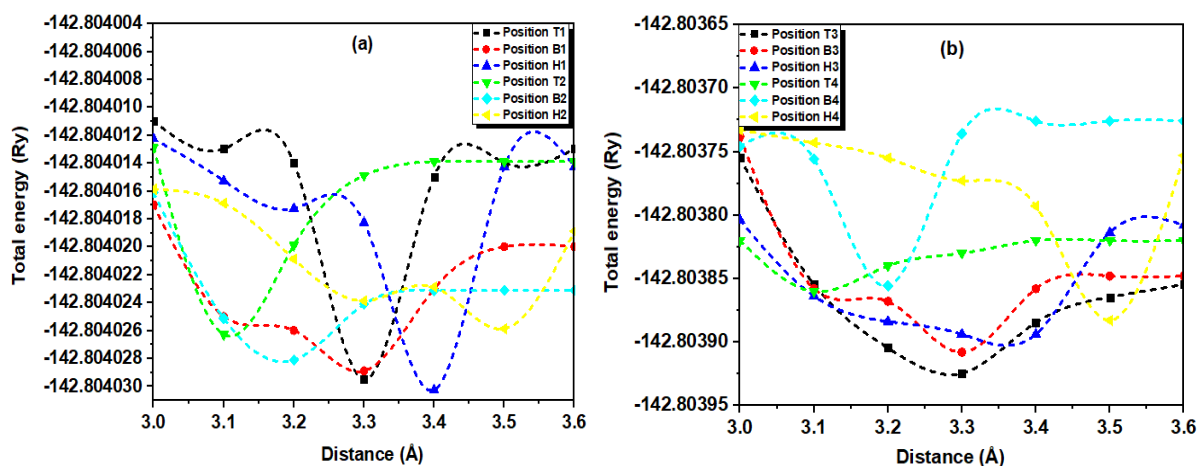 (a)
Position T1
Position B1
Position H1
Position T2
Position B2
Position H2
Total energy (Ry)
-142.804004
-142.804006
-142.804008
-142.804010
-142.804012
-142.804014
-142.804016
-142.804018
-142.804020
-142.804022
-142.804024
-142.804026
-142.804028
-142.804030
3.0 3.1 3.2 3.3 3.4 3.5 3.6
Distance (Å)
(b)
Position T3
Position B3
Position H3
Position T4
Position B4
Position H4
Total energy (Ry)
-142.80365
-142.80370
-142.80375
-142.80380
-142.80385
-142.80390
-142.80395
3.0 3.1 3.2 3.3 3.4 3.5 3.6
Distance (Å)